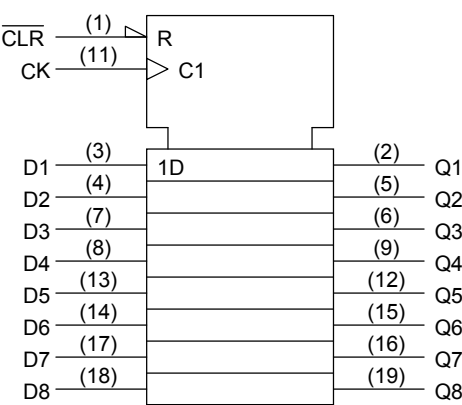 CLR (1) R
CK (11) C1
D1 (3) 1D (2) Q1
D2 (4) (5) Q2
D3 (7) (6) Q3
D4 (8) (9) Q4
D5 (13) (12) Q5
D6 (14) (15) Q6
D7 (17) (16) Q7
D8 (18) (19) Q8